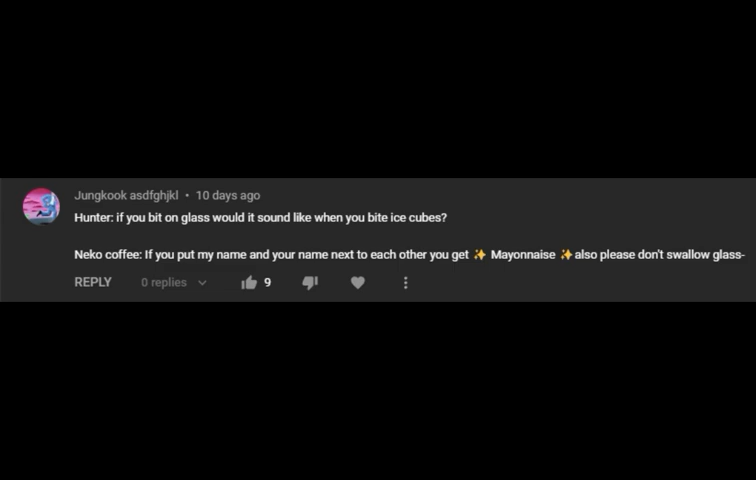 Jungkook asdfghjkl • 10 days ago
Hunter: if you bit on glass would it sound like when you bite ice cubes?
Neko coffee: If you put my name and your name next to each other you get ✨ Mayonnaise ✨also please don't swallow glass-
REPLY 0 replies 9